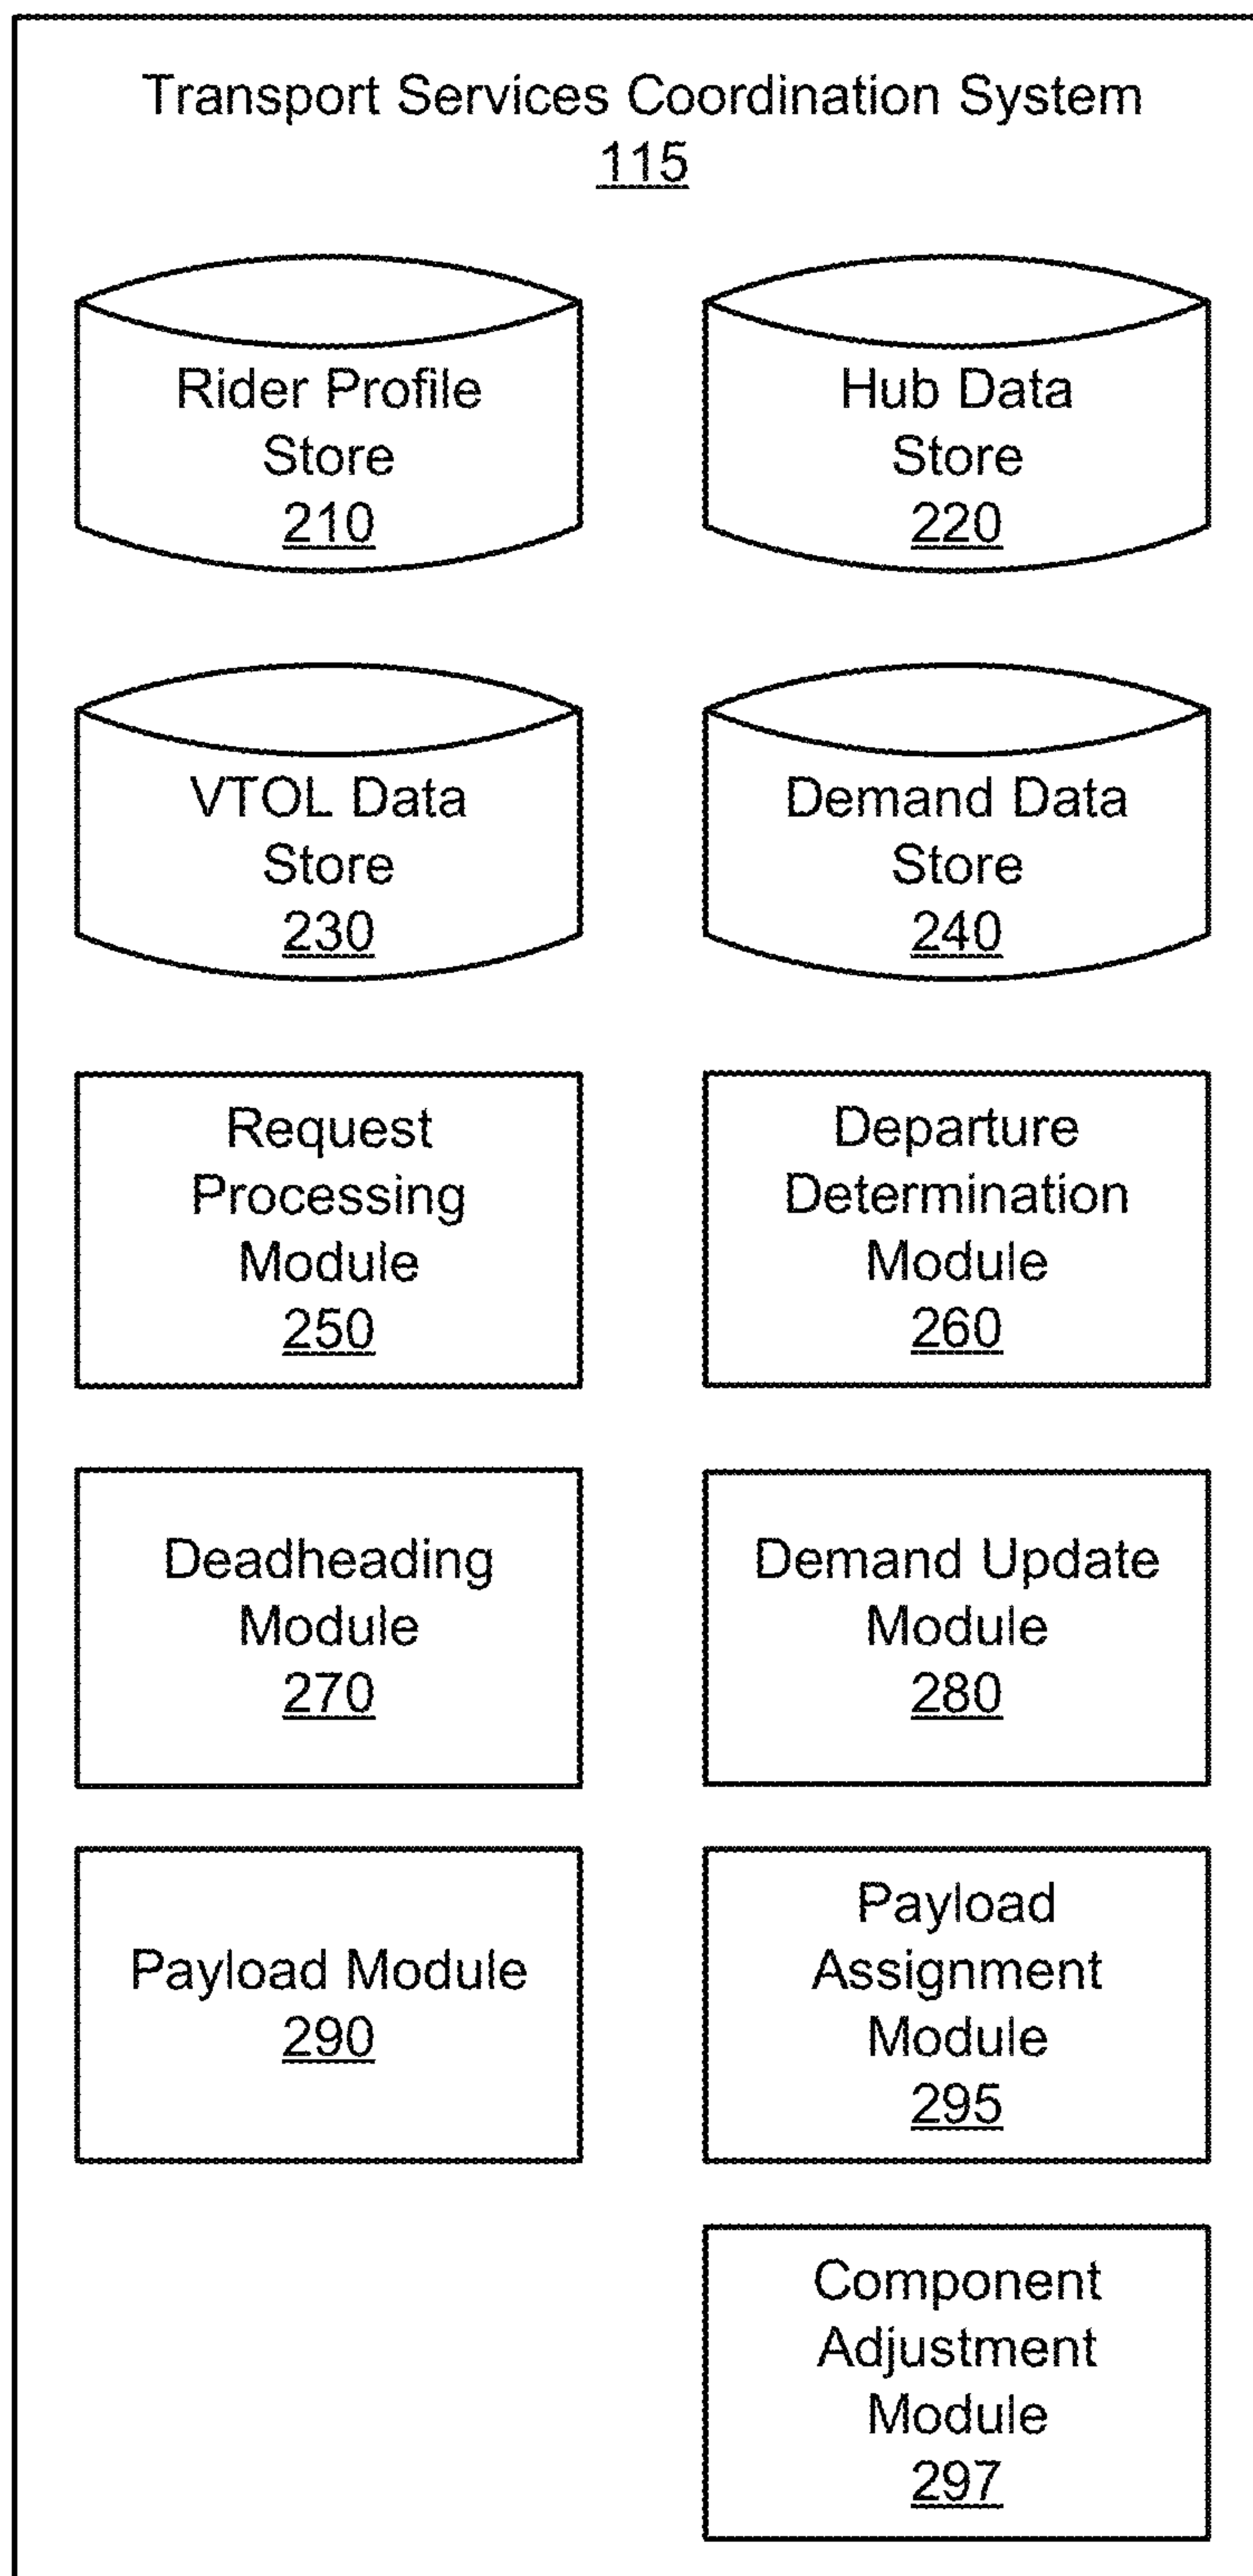 Transport Services Coordination System
115
Rider Profile
Store
210
Hub Data
Store
220
VTOL Data
Store
230
Demand Data
Store
240
Request
Processing
Module
250
Departure
Determination
Module
260
Deadheading
Module
270
Demand Update
Module
280
Payload Module
290
Payload
Assignment
Module
295
Component
Adjustment
Module
297